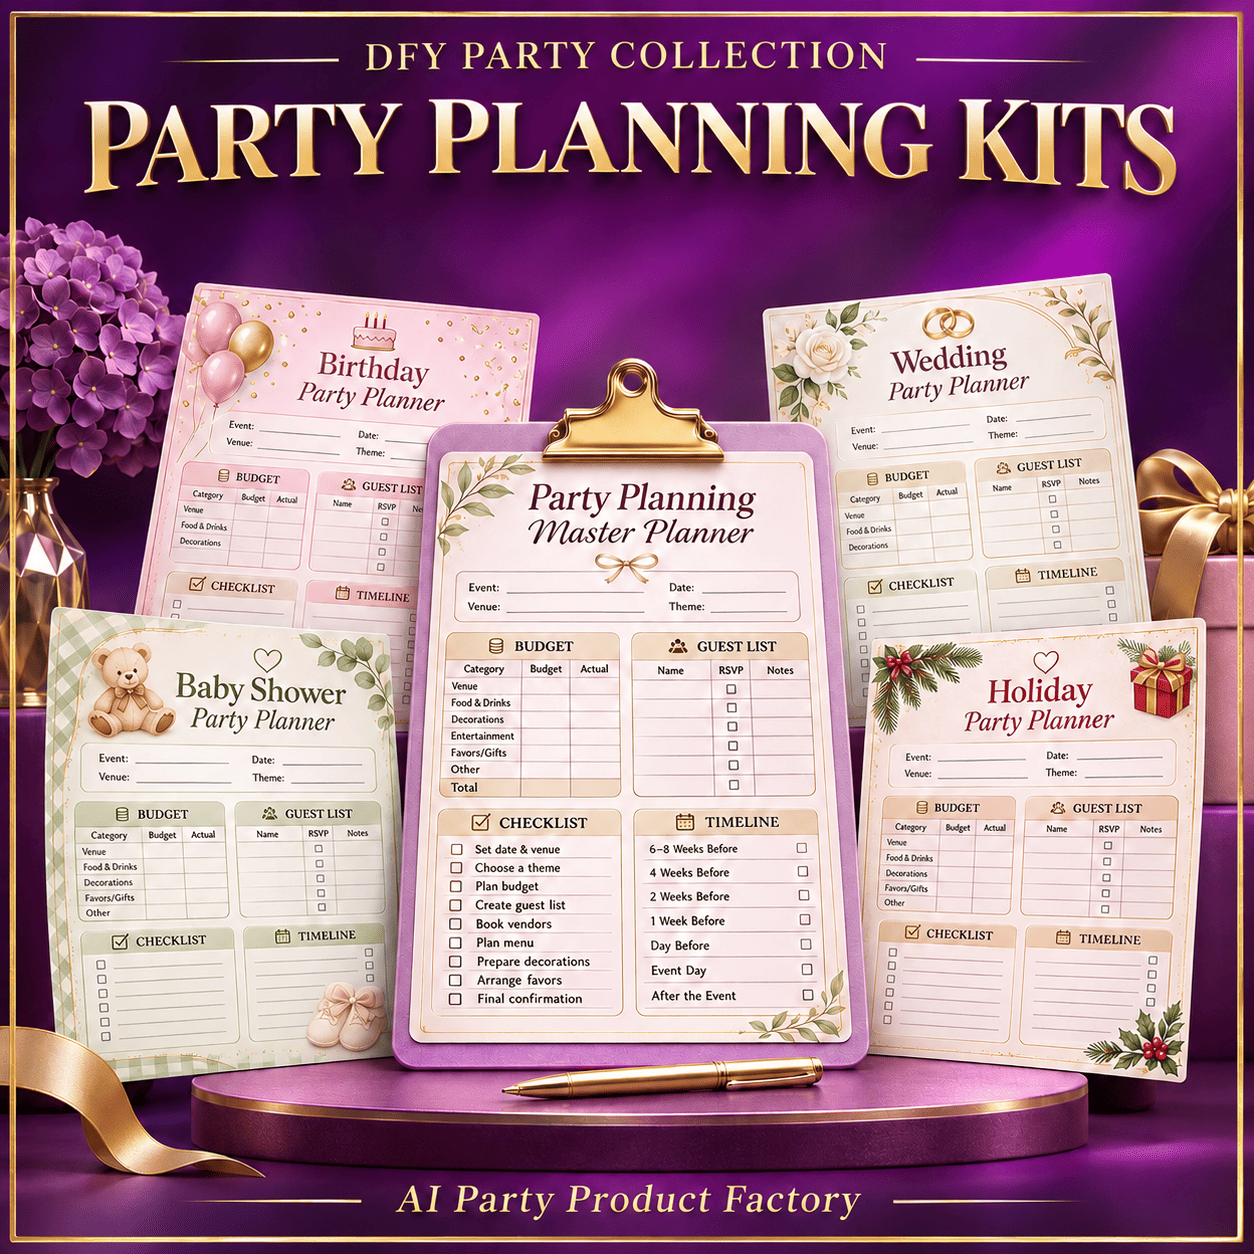 DFY PARTY COLLECTION
PARTY PLANNING KITS
Birthday
Party Planner
Event:
Date:
Venue:
Theme:
BUDGET
Category Budget Actual
Venue
Food & Drinks
Decorations
GUEST LIST
Name RSVP
CHECKLIST
TIMELINE
Wedding
Party Planner
Event:
Date:
Venue:
Theme:
BUDGET
Category Budget Actual
Venue
Food & Drinks
Decorations
GUEST LIST
Name RSVP Notes
CHECKLIST
TIMELINE
Party Planning
Master Planner
Event:
Date:
Venue:
Theme:
BUDGET
Category Budget Actual
Venue
Food & Drinks
Decorations
Entertainment
Favors/Gifts
Other
Total
GUEST LIST
Name RSVP Notes
CHECKLIST
Set date & venue
Choose a theme
Plan budget
Create guest list
Book vendors
Plan menu
Prepare decorations
Arrange favors
Final confirmation
TIMELINE
6–8 Weeks Before
4 Weeks Before
2 Weeks Before
1 Week Before
Day Before
Event Day
After the Event
Baby Shower
Party Planner
Event:
Date:
Venue:
Theme:
BUDGET
Category Budget Actual
Venue
Food & Drinks
Decorations
Favors/Gifts
Other
GUEST LIST
Name RSVP Notes
CHECKLIST
TIMELINE
Holiday
Party Planner
Event:
Date:
Venue:
Theme:
BUDGET
Category Budget Actual
Venue
Food & Drinks
Decorations
Favors/Gifts
Other
GUEST LIST
Name RSVP Notes
CHECKLIST
TIMELINE
AI Party Product Factory